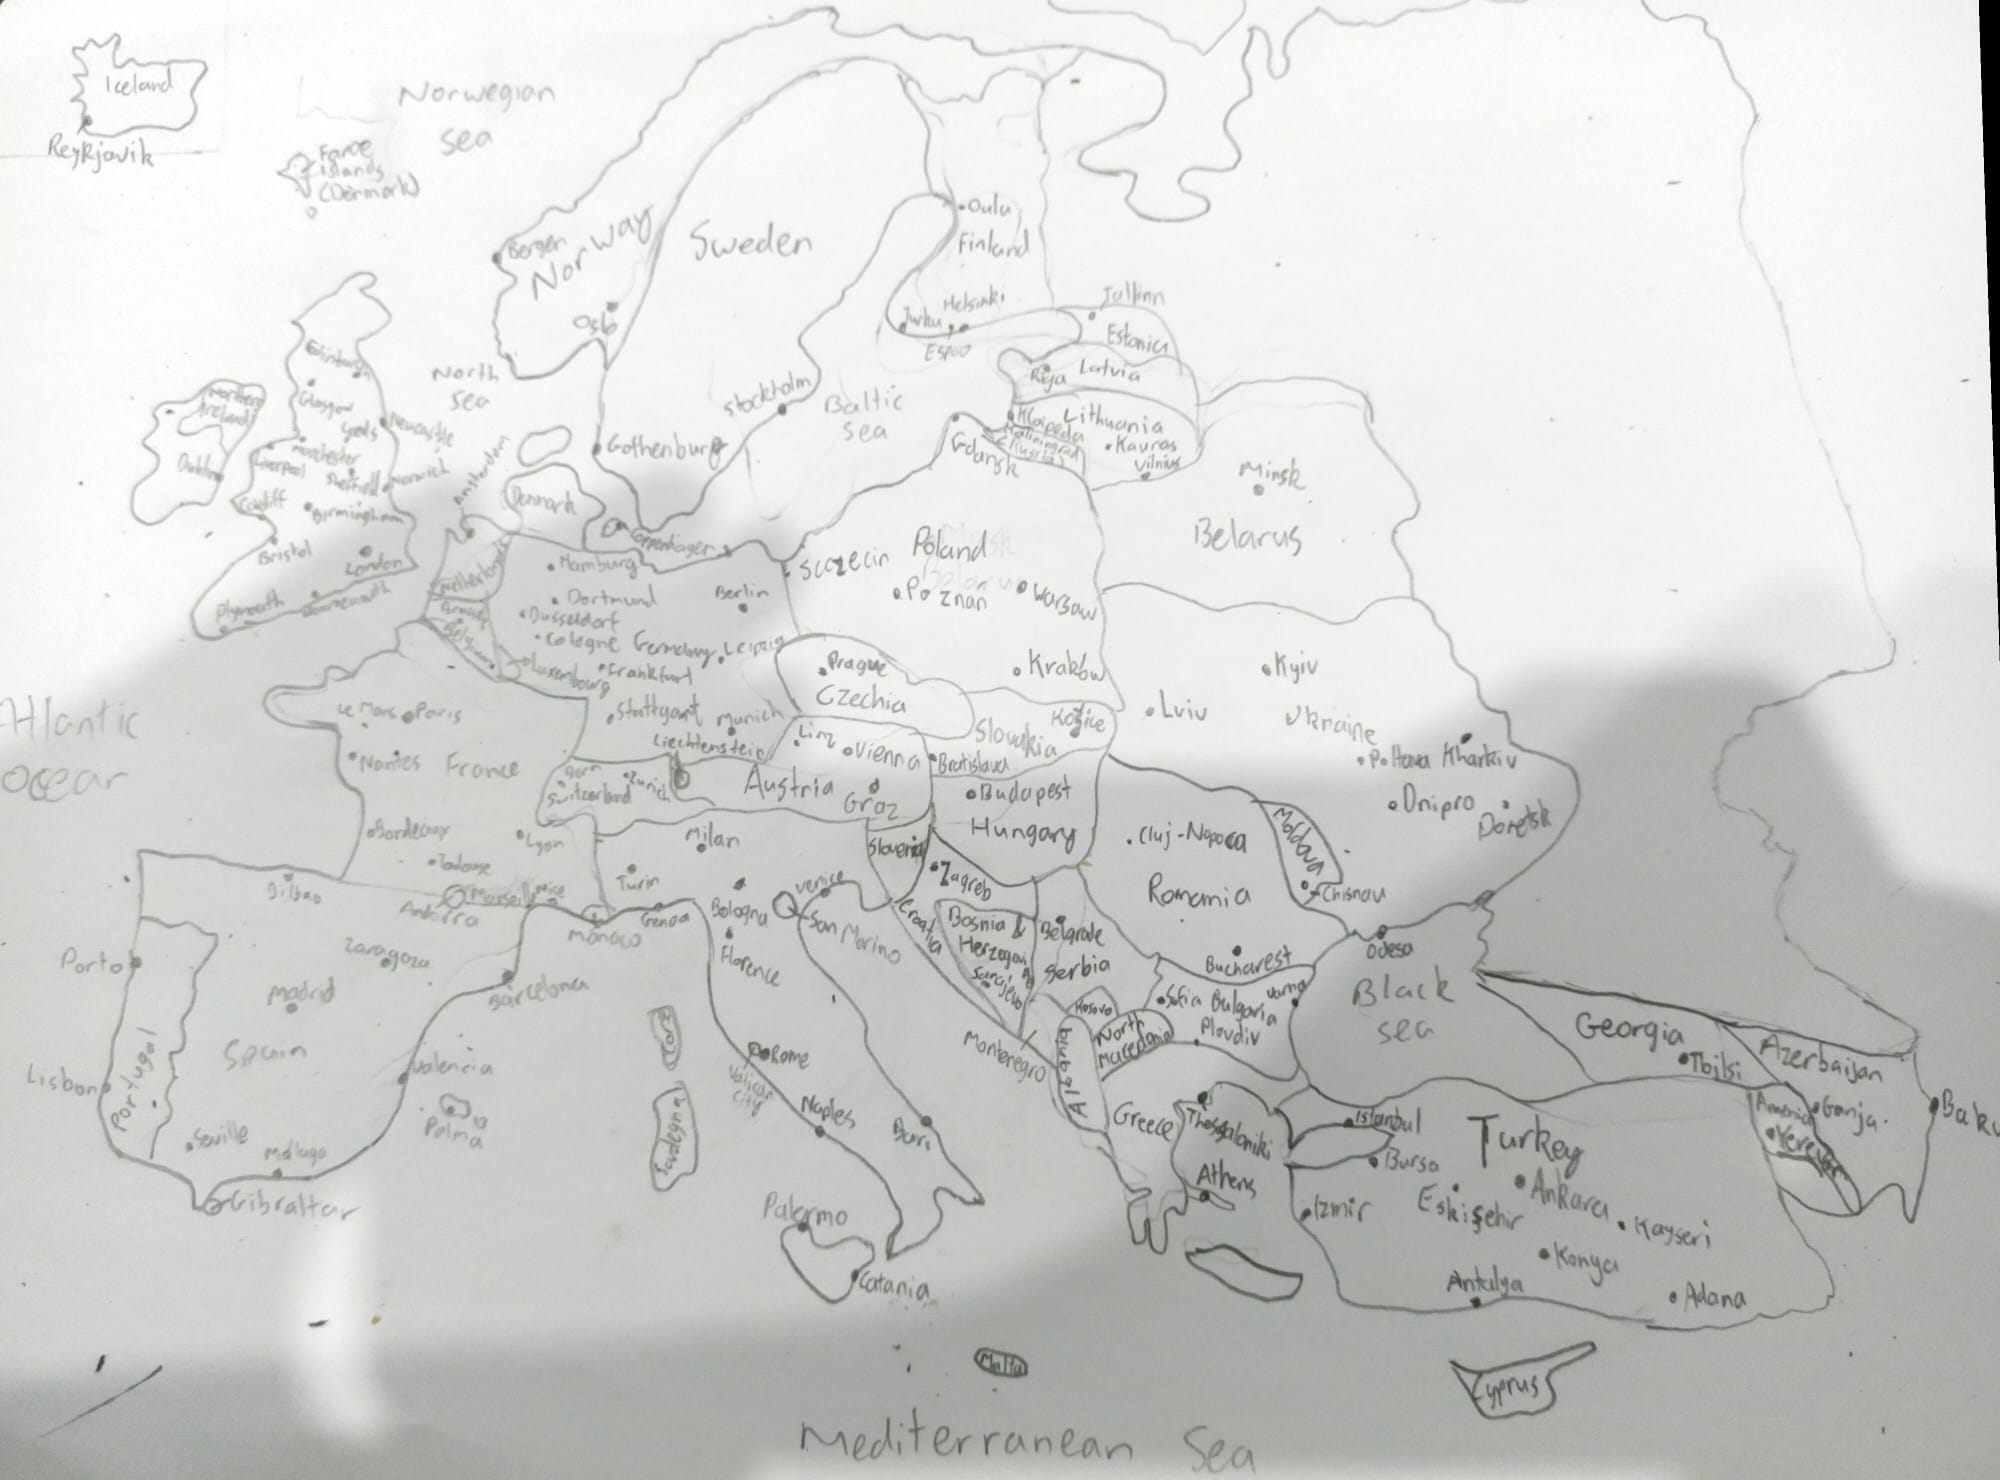 Iceland
Reykjavik
Faroe
islands
(Denmark)
Norwegian
sea
Bergen
Norway
Oslo
Sweden
Stockholm
Gothenburg
Oulu
Finland
Helsinki
Turku
Espoo
Baltic
sea
Tallinn
Estonia
Riga
Latvia
Klaipeda
Lithuania
Kaunas
Vilnius
Kaliningrad
(Russia)
North
sea
Edinburgh
Glasgow
Newcastle
Leeds
Manchester
Liverpool
Sheffield
Norwich
Cardiff
Birmingham
Bristol
London
Plymouth
Bournemouth
Northern
Ireland
Dublin
Amsterdam
Netherlands
Denmark
Coppenhagen
Belgium
Luxembourg
Hamburg
Dortmund
Dusseldorf
Cologne
Germany
Berlin
Leipzig
Frankfurt
Stuttgart
Munich
Liechtenstein
Gdansk
Szczecin
Poland
Poznan
Warsaw
Kraków
Minsk
Belarus
Kyiv
Lviv
Ukraine
Poltava
Kharkiv
Dnipro
Donetsk
Odesa
Prague
Czechia
Slovakia
Košice
Bratislava
Linz
Vienna
Austria
Graz
Bern
Switzerland
Zurich
Budapest
Hungary
Atlantic
ocear
Le Mans
Paris
Nantes
France
Bordeaux
Lyon
Toulouse
Marseille
Nice
Monaco
Andorra
Bilbao
Zaragoza
Barcelona
Madrid
Spain
Valencia
Palma
Seville
Málaga
Gibraltar
Porto
Portugal
Lisbon
Milan
Turin
Genoa
Venice
Bologna
San Marino
Florence
Rome
Vatican
City
Naples
Bari
Palermo
Catania
Sardegna
Slovenia
Zagreb
Croatia
Bosnia &
Sarajevo
Belgrade
Serbia
Montenegro
Kosovo
North
Macedonia
Albania
Cluj-Napoca
Romania
Bucharest
Moldova
Chisnau
Sofia
Bulgaria
Varna
Plovdiv
Greece
Thessaloniki
Athens
Black
sea
Georgia
Tbilsi
Azerbaijan
Ganja
Baku
Armenia
Yerevan
Istanbul
Turkey
Bursa
Ankara
Izmir
Eskişehir
Kayseri
Konya
Antalya
Adana
Malta
Cyprus
Mediterranean Sea